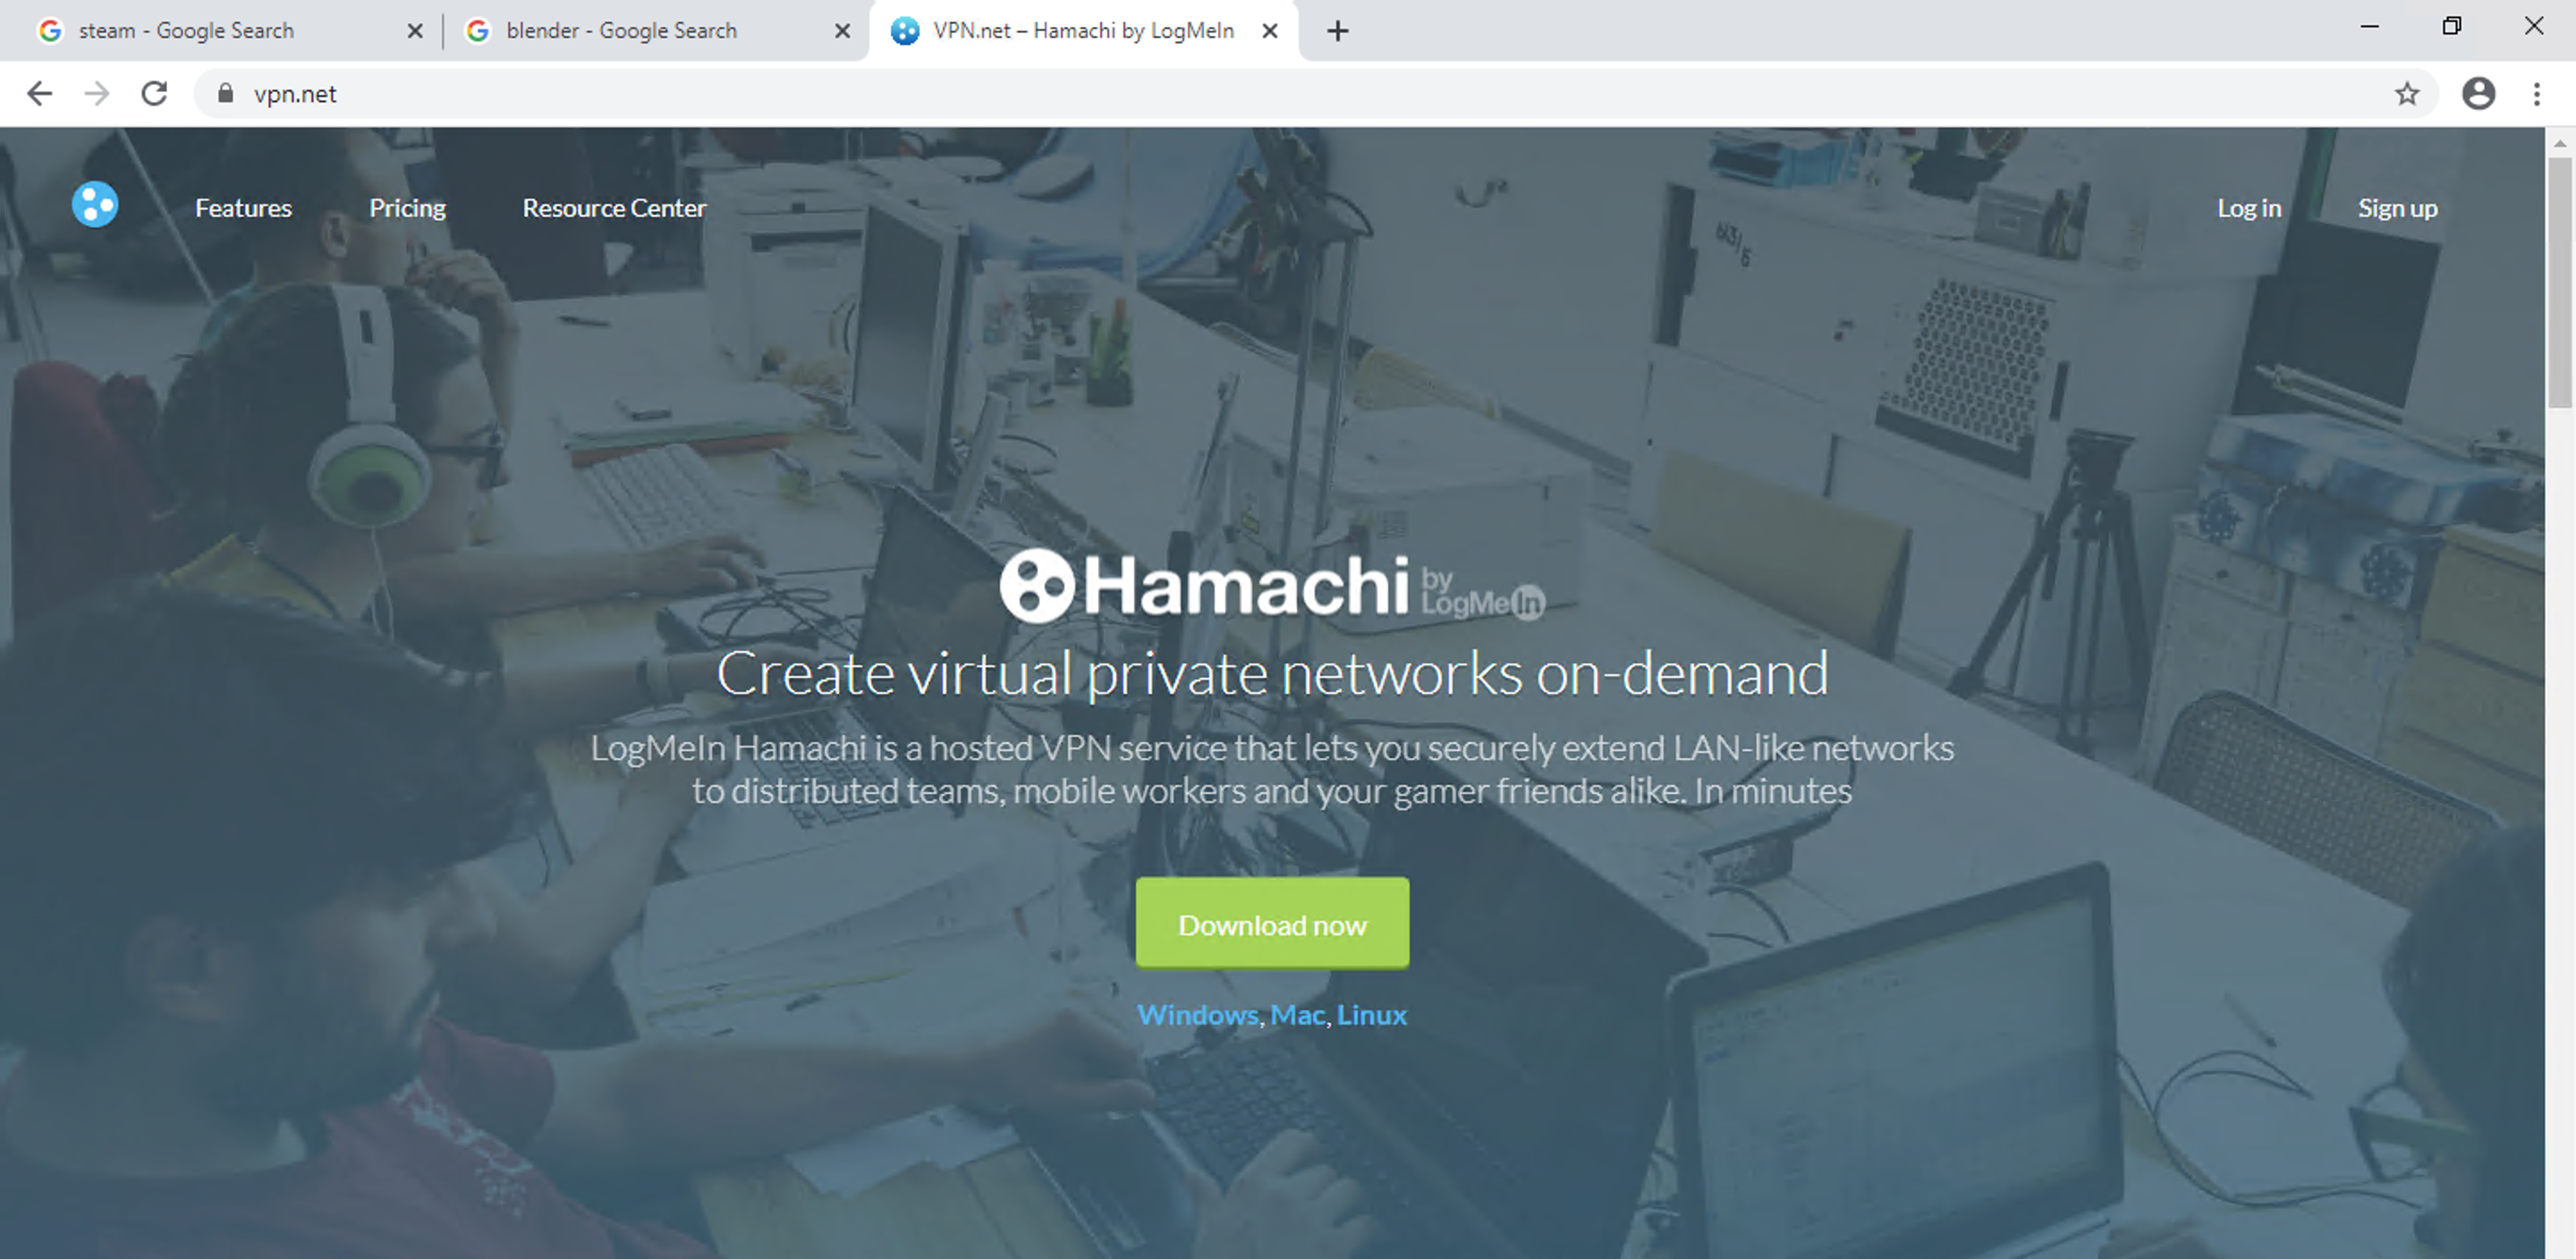 steam - Google Search
blender - Google Search
VPN.net – Hamachi by LogMeIn
vpn.net
Features
Pricing
Resource Center
Log in
Sign up
Hamachi by LogMeIn
Create virtual private networks on-demand
LogMeIn Hamachi is a hosted VPN service that lets you securely extend LAN-like networks
to distributed teams, mobile workers and your gamer friends alike. In minutes
Download now
Windows, Mac, Linux